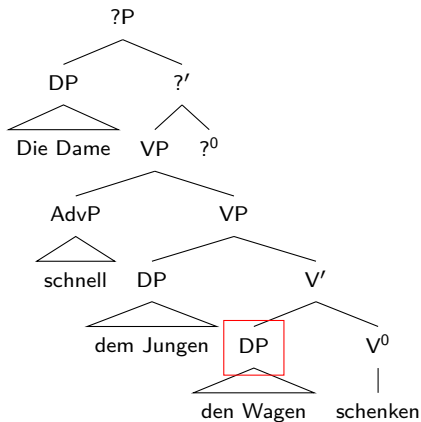 ?P
DP ?′
Die Dame VP ?⁰
AdvP VP
schnell DP V′
dem Jungen DP V⁰
den Wagen schenken